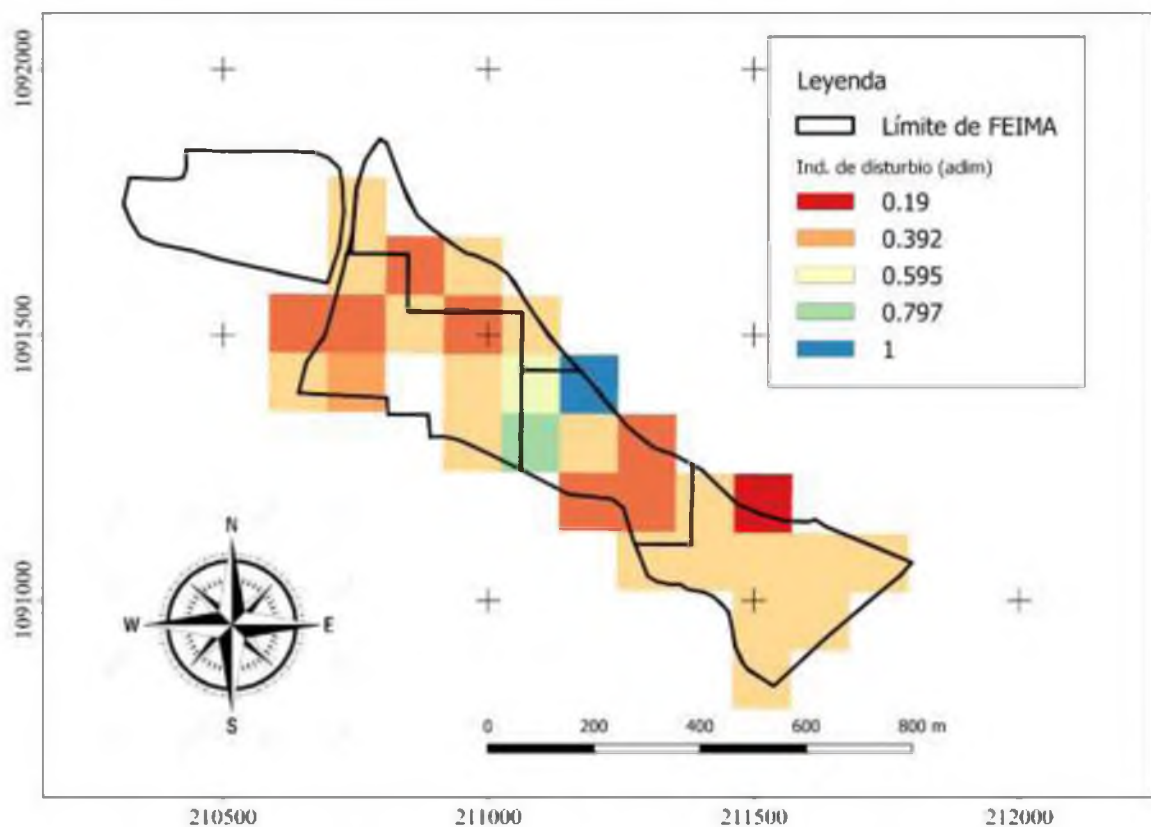 1092000
1091500
1091000
Leyenda
Límite de FEIMA
Ind. de disturbio (adim)
0.19
0.392
0.595
0.797
1
N
W
E
S
0 200 400 600 800 m
210500 211000 211500 212000